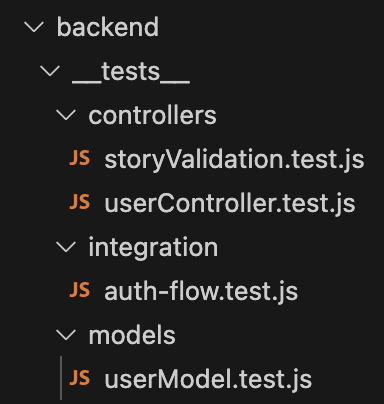 backend
__tests__
controllers
JS storyValidation.test.js
JS userController.test.js
integration
JS auth-flow.test.js
models
JS userModel.test.js